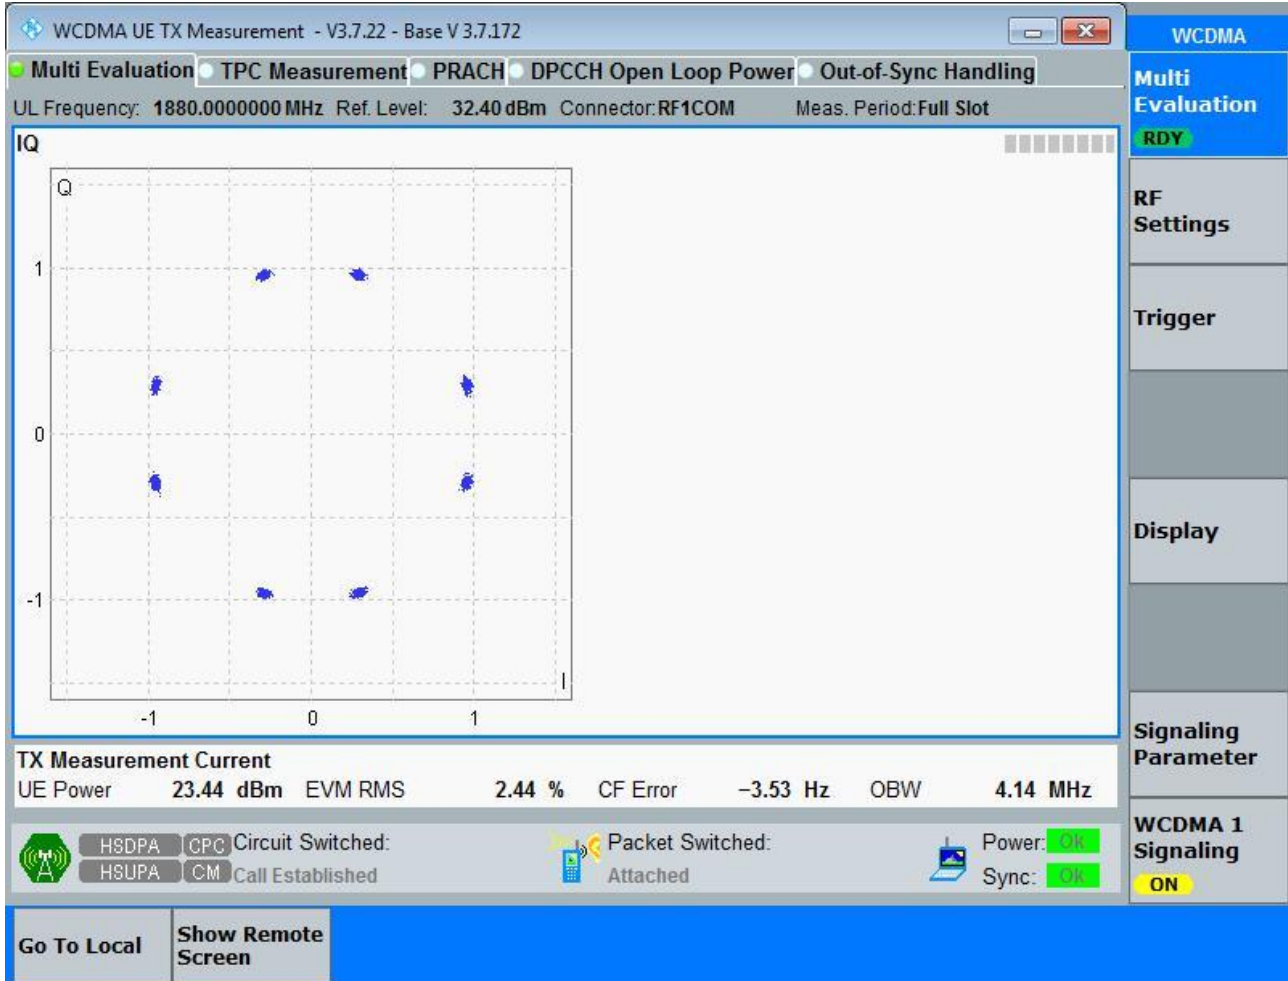 WCDMA UE TX Measurement - V3.7.22 - Base V 3.7.172
WCDMA
Multi Evaluation TPC Measurement PRACH DPCCH Open Loop Power Out-of-Sync Handling
UL Frequency: 1880.0000000 MHz Ref. Level: 32.40 dBm Connector: RF1COM Meas. Period: Full Slot
Multi
Evaluation
RDY
IQ
Q
1
0
-1
I
-1 0 1
RF
Settings
Trigger
Display
Signaling
Parameter
WCDMA 1
Signaling
ON
TX Measurement Current
UE Power 23.44 dBm EVM RMS 2.44 % CF Error −3.53 Hz OBW 4.14 MHz
HSDPA CPC Circuit Switched: Packet Switched: Power: Ok
HSUPA CM Call Established Attached Sync: Ok
Go To Local
Show Remote
Screen